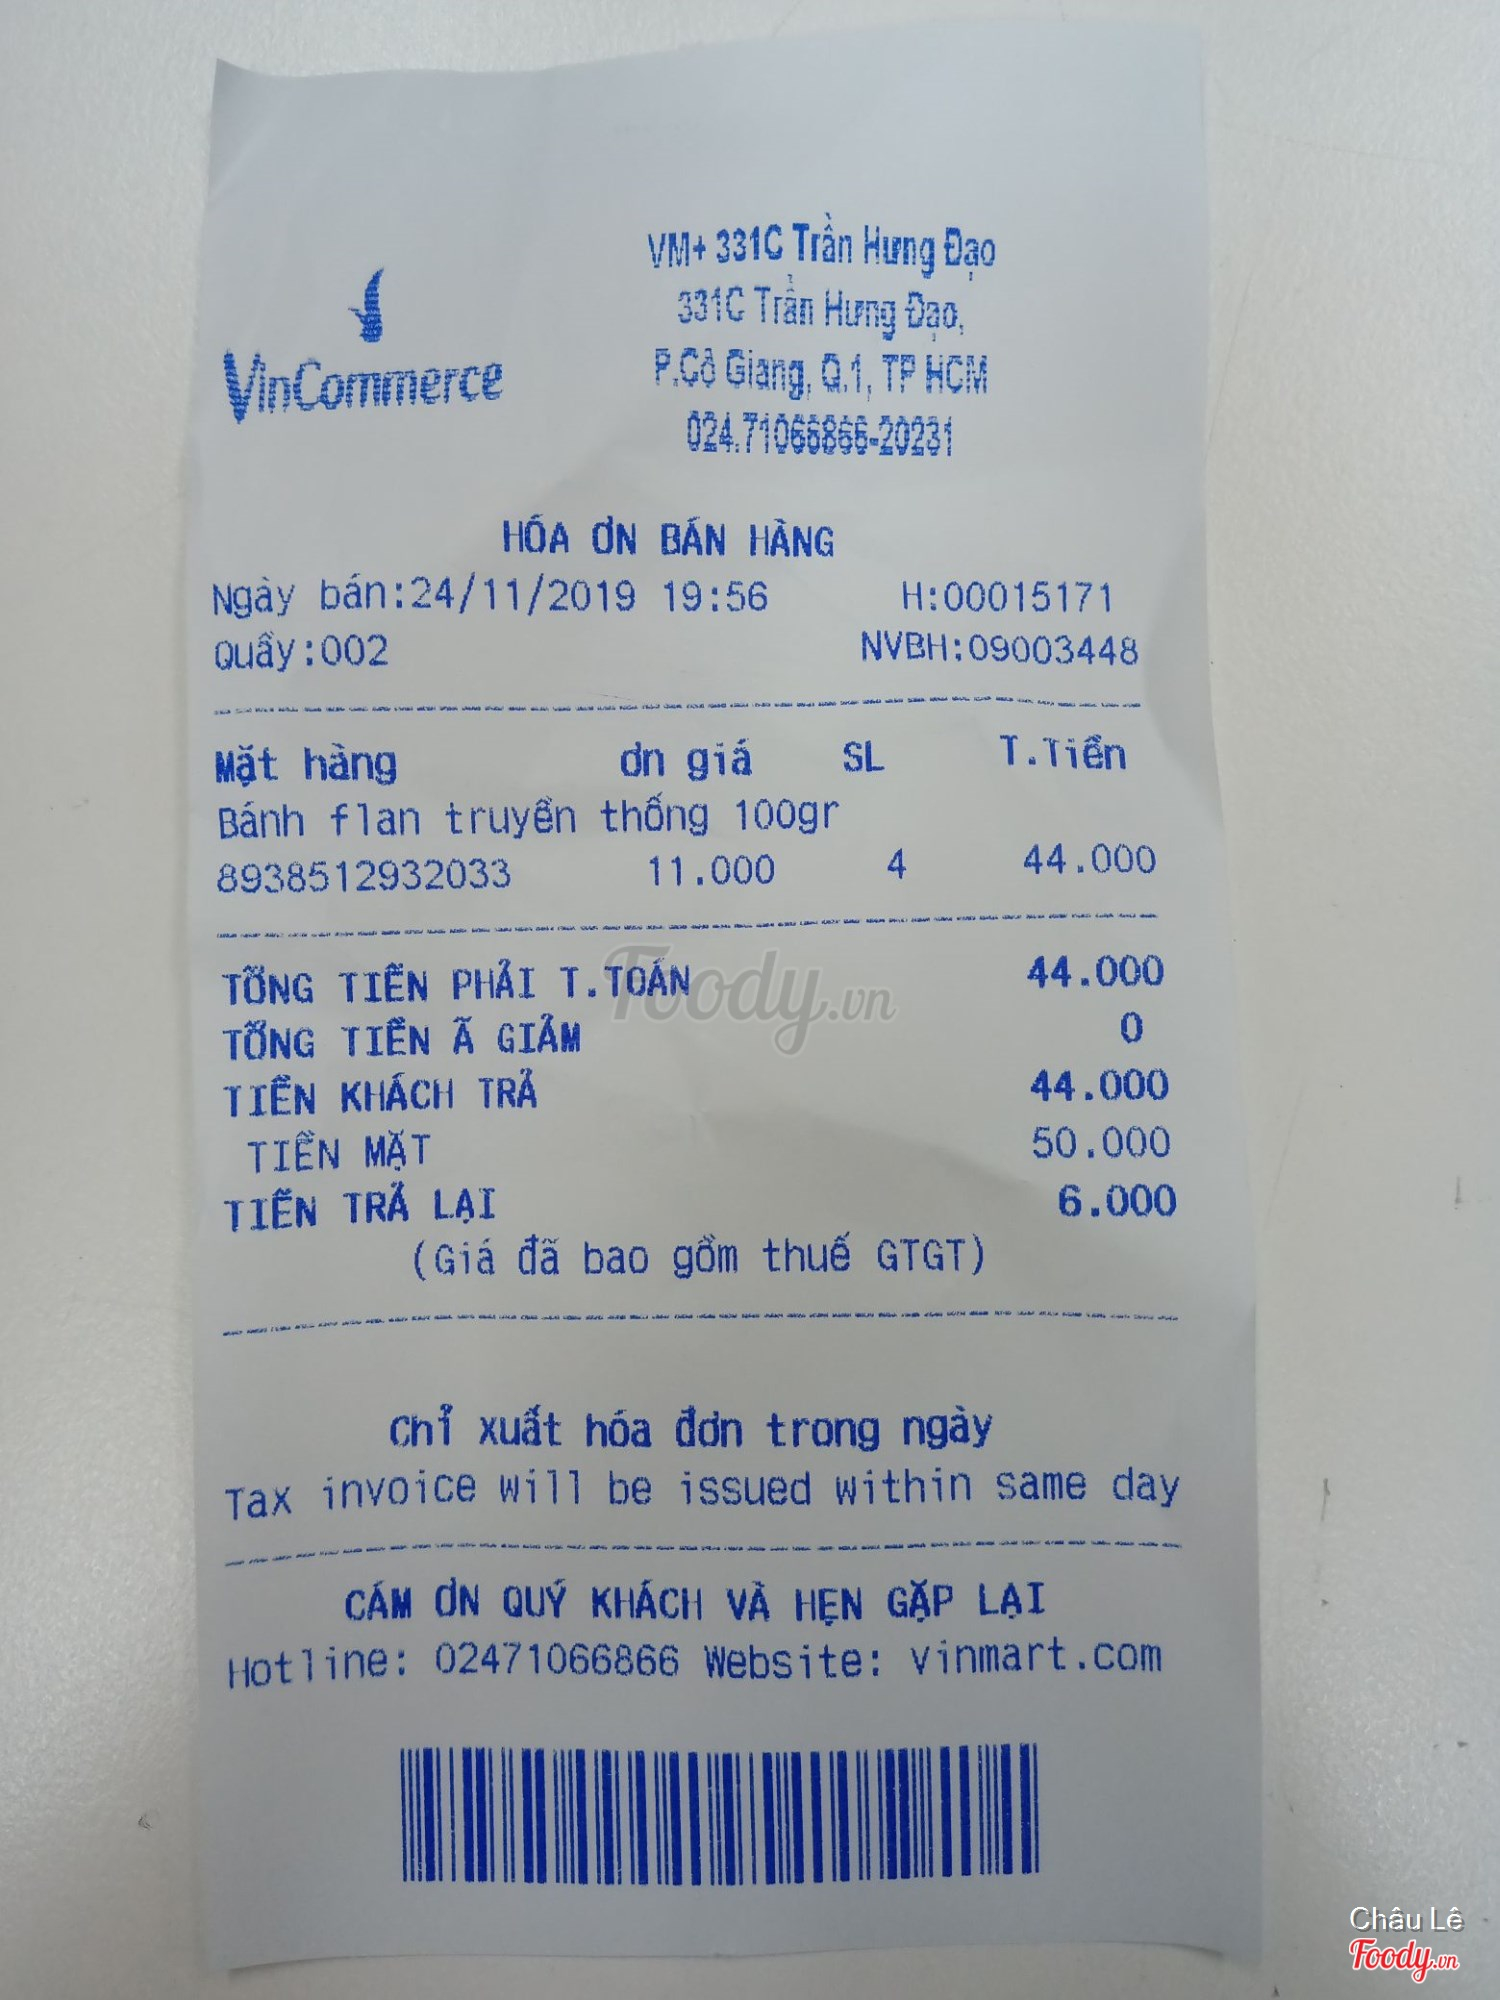 VinCommerce
VM+ 331C Trần Hưng Đạo
331C Trần Hưng Đạo,
P.Cô Giang, Q.1, TP HCM
024.71066866-20231
HÓA ƠN BÁN HÀNG
Ngày bán:24/11/2019 19:56 H:00015171
Quầy:002 NVBH:09003448
Mặt hàng ơn giá SL T.Tiền
Bánh flan truyền thống 100gr
8938512932033 11.000 4 44.000
TỔNG TIỀN PHẢI T.TOÁN 44.000
TỔNG TIỀN Ã GIẢM 0
TIỀN KHÁCH TRẢ 44.000
TIỀN MẶT 50.000
TIỀN TRẢ LẠI 6.000
(Giá đã bao gồm thuế GTGT)
Chỉ xuất hóa đơn trong ngày
Tax invoice will be issued within same day
CÁM ƠN QUÝ KHÁCH VÀ HẸN GẶP LẠI
Hotline: 02471066866 Website: vinmart.com
Foody.vn
Châu Lê
Foody.vn